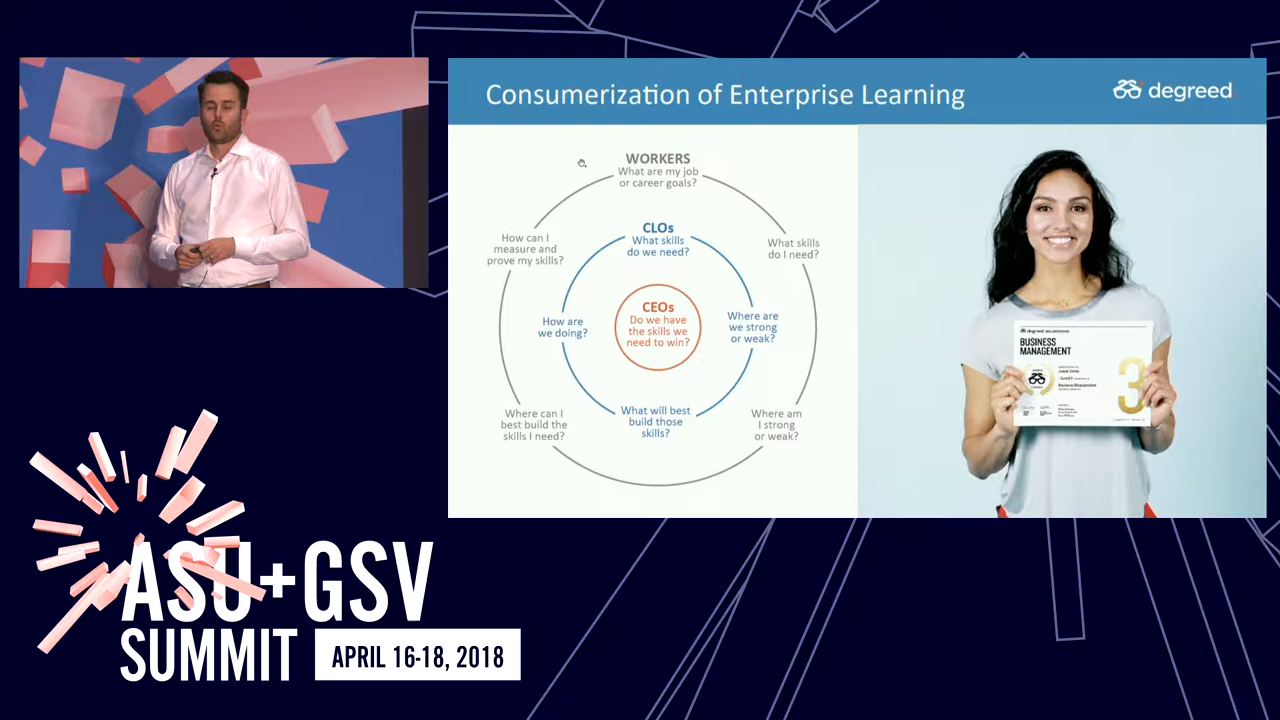 Consumerization of Enterprise Learning
degreed
WORKERS
What are my job
or career goals?
CLOs
What skills
do we need?
How can I
measure and
prove my skills?
What skills
do I need?
CEOs
Do we have
the skills we
need to win?
How are
we doing?
Where are
we strong
or weak?
Where can I
best build the
skills I need?
What will best
build those
skills?
Where am
I strong
or weak?
degreed
BUSINESS
MANAGEMENT
3
ASU+GSV
SUMMIT
APRIL 16-18, 2018